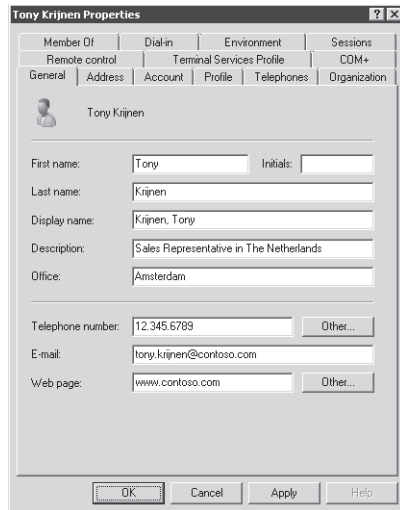 Tony Krijnen Properties
Member Of Dial-in Environment Sessions
Remote control Terminal Services Profile COM+
General Address Account Profile Telephones Organization
Tony Krijnen
First name: Tony Initials:
Last name: Krijnen
Display name: Krijnen, Tony
Description: Sales Representative in The Netherlands
Office: Amsterdam
Telephone number: 12.345.6789 Other...
E-mail: tony.krijnen@contoso.com
Web page: www.contoso.com Other...
OK Cancel Apply Help